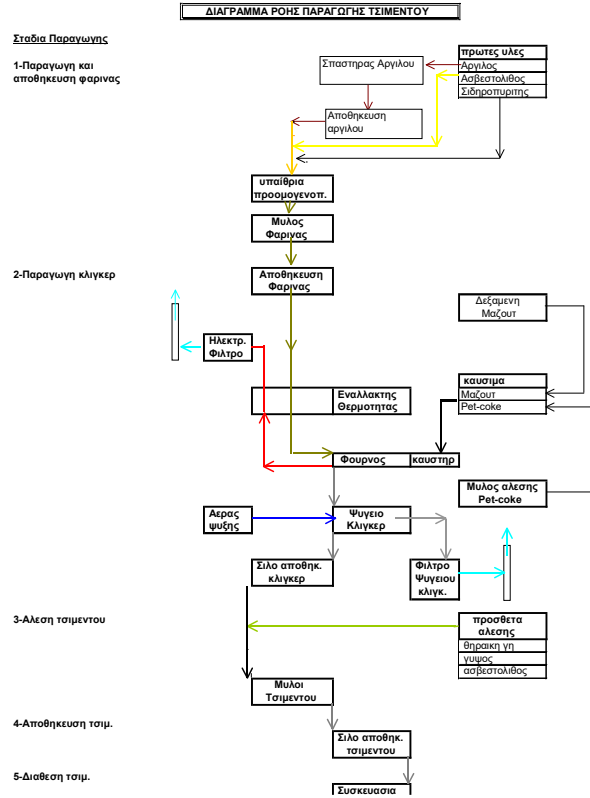 ΔΙΑΓΡΑΜΜΑ ΡΟΗΣ ΠΑΡΑΓΩΓΗΣ ΤΣΙΜΕΝΤΟΥ
Σταδια Παραγωγης
1-Παραγωγη και
αποθηκευση φαρινας
πρωτες υλες
Αργιλος
Ασβεστολιθος
Σιδηροπυριτης
Σπαστηρας Αργιλου
Αποθηκευση
αργιλου
υπαίθρια
προομογενοπ.
Μυλος
Φαρινας
2-Παραγωγη κλιγκερ
Αποθηκευση
Φαρινας
Δεξαμενη
Μαζουτ
Ηλεκτρ.
Φιλτρο
καυσιμα
Μαζουτ
Pet-coke
Εναλλακτης
Θερμοτητας
Φουρνος
καυστηρ
Μυλος αλεσης
Pet-coke
Αερας
ψυξης
Ψυγειο
Κλιγκερ
Σιλο αποθηκ.
κλιγκερ
Φιλτρο
Ψυγειου
κλιγκ.
3-Αλεση τσιμεντου
προσθετα
αλεσης
θηραικη γη
γυψος
ασβεστολιθος
Μυλοι
Τσιμεντου
4-Αποθηκευση τσιμ.
Σιλο αποθηκ.
τσιμεντου
5-Διαθεση τσιμ.
Συσκευασια